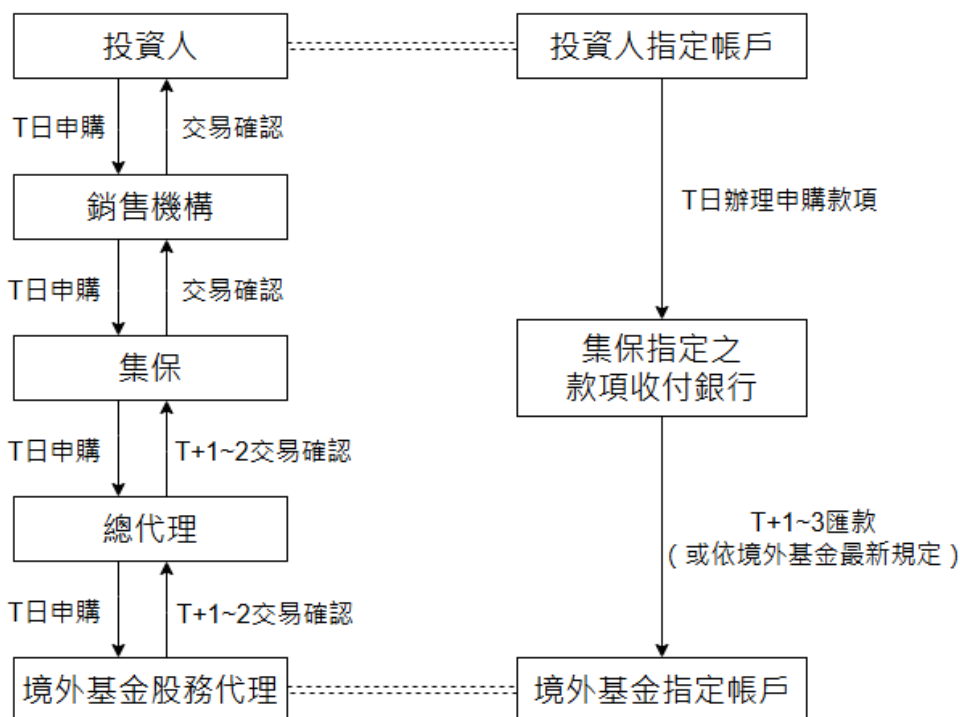 投資人
投資人指定帳戶
T日申購
交易確認
T日辦理申購款項
銷售機構
T日申購
交易確認
集保
集保指定之
款項收付銀行
T日申購
T+1~2交易確認
總代理
T+1~3匯款
(或依境外基金最新規定)
T日申購
T+1~2交易確認
境外基金股務代理
境外基金指定帳戶